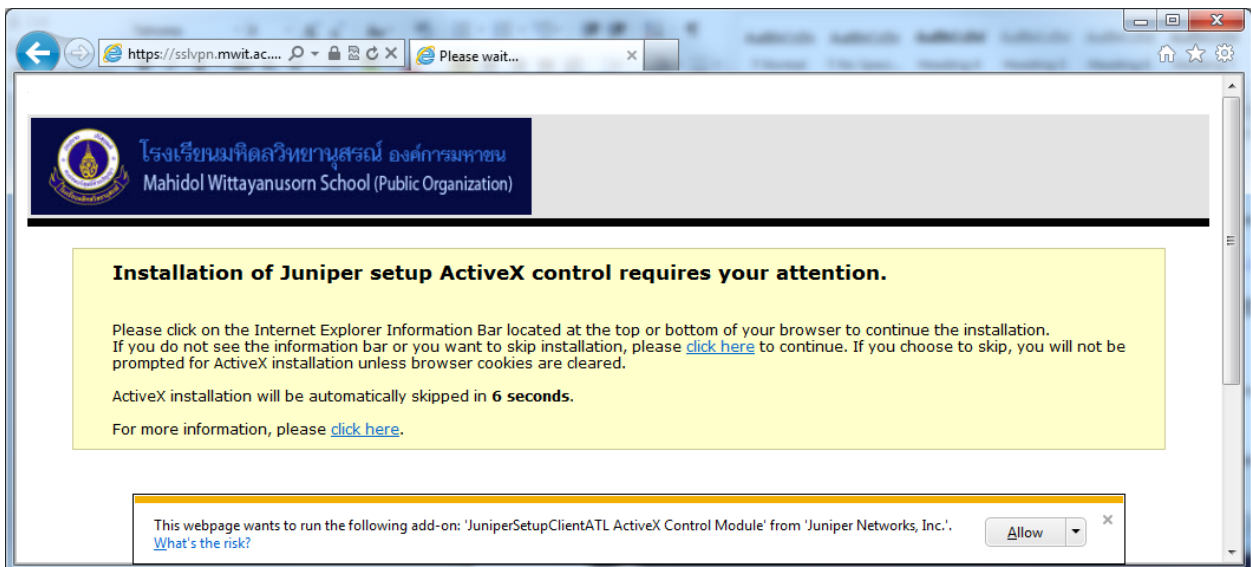 https://sslvpn.mwit.ac....
Please wait...
โรงเรียนมหิดลวิทยานุสรณ์ องค์การมหาชน
Mahidol Wittayanusorn School (Public Organization)
Installation of Juniper setup ActiveX control requires your attention.
Please click on the Internet Explorer Information Bar located at the top or bottom of your browser to continue the installation.
If you do not see the information bar or you want to skip installation, please click here to continue. If you choose to skip, you will not be
prompted for ActiveX installation unless browser cookies are cleared.
ActiveX installation will be automatically skipped in 6 seconds.
For more information, please click here.
This webpage wants to run the following add-on: 'JuniperSetupClientATL ActiveX Control Module' from 'Juniper Networks, Inc.'.
What's the risk?
Allow